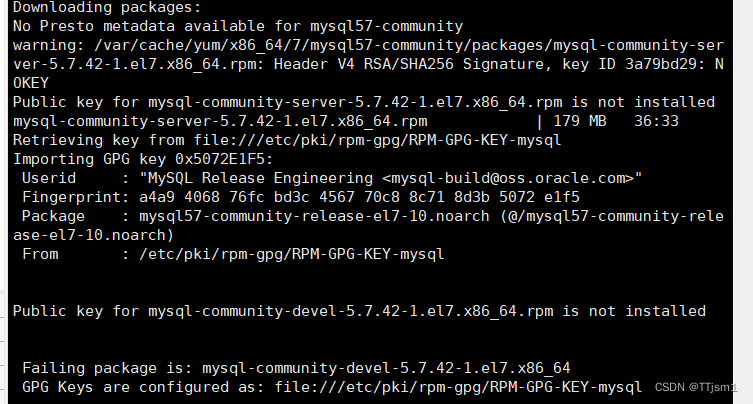 Downloading packages:
No Presto metadata available for mysql57-community
warning: /var/cache/yum/x86_64/7/mysql57-community/packages/mysql-community-ser
ver-5.7.42-1.el7.x86_64.rpm: Header V4 RSA/SHA256 Signature, key ID 3a79bd29: N
OKEY
Public key for mysql-community-server-5.7.42-1.el7.x86_64.rpm is not installed
mysql-community-server-5.7.42-1.el7.x86_64.rpm | 179 MB 36:33
Retrieving key from file:///etc/pki/rpm-gpg/RPM-GPG-KEY-mysql
Importing GPG key 0x5072E1F5:
Userid : "MySQL Release Engineering <mysql-build@oss.oracle.com>"
Fingerprint: a4a9 4068 76fc bd3c 4567 70c8 8c71 8d3b 5072 e1f5
Package : mysql57-community-release-el7-10.noarch (@/mysql57-community-rele
ase-el7-10.noarch)
From : /etc/pki/rpm-gpg/RPM-GPG-KEY-mysql
Public key for mysql-community-devel-5.7.42-1.el7.x86_64.rpm is not installed
Failing package is: mysql-community-devel-5.7.42-1.el7.x86_64
GPG Keys are configured as: file:///etc/pki/rpm-gpg/RPM-GPG-KEY-mysql
CSDN @TTjsm1